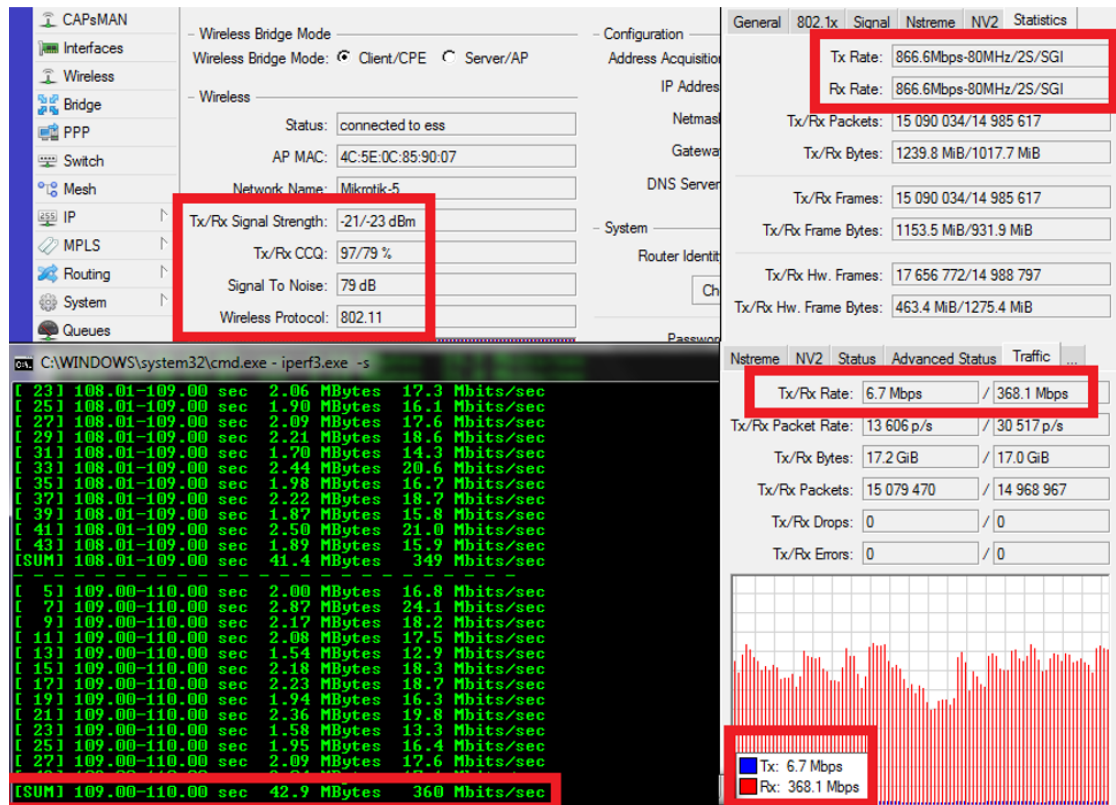 CAPsMAN
Interfaces
Wireless
Bridge
PPP
Switch
Mesh
IP
MPLS
Routing
System
Queues
Wireless Bridge Mode
Wireless Bridge Mode: Client/CPE Server/AP
Wireless
Status: connected to ess
AP MAC: 4C:5E:0C:85:90:07
Network Name: Mikrotik-5
Tx/Rx Signal Strength: -21/-23 dBm
Tx/Rx CCQ: 97/79 %
Signal To Noise: 79 dB
Wireless Protocol: 802.11
Configuration
Address Acquisition
IP Addres
Netmas
Gatewa
DNS Server
System
Router Identit
Ch
Passwor
General 802.1x Signal Nstreme NV2 Statistics
Tx Rate: 866.6Mbps-80MHz/2S/SGI
Rx Rate: 866.6Mbps-80MHz/2S/SGI
Tx/Rx Packets: 15 090 034/14 985 617
Tx/Rx Bytes: 1239.8 MiB/1017.7 MiB
Tx/Rx Frames: 15 090 034/14 985 617
Tx/Rx Frame Bytes: 1153.5 MiB/931.9 MiB
Tx/Rx Hw. Frames: 17 656 772/14 988 797
Tx/Rx Hw. Frame Bytes: 463.4 MiB/1275.4 MiB
C:\WINDOWS\system32\cmd.exe - iperf3.exe -s
[ 23] 108.01-109.00 sec 2.06 MBytes 17.3 Mbits/sec
[ 25] 108.01-109.00 sec 1.90 MBytes 16.1 Mbits/sec
[ 27] 108.01-109.00 sec 2.09 MBytes 17.6 Mbits/sec
[ 29] 108.01-109.00 sec 2.21 MBytes 18.6 Mbits/sec
[ 31] 108.01-109.00 sec 1.70 MBytes 14.3 Mbits/sec
[ 33] 108.01-109.00 sec 2.44 MBytes 20.6 Mbits/sec
[ 35] 108.01-109.00 sec 1.98 MBytes 16.7 Mbits/sec
[ 37] 108.01-109.00 sec 2.22 MBytes 18.7 Mbits/sec
[ 39] 108.01-109.00 sec 1.87 MBytes 15.8 Mbits/sec
[ 41] 108.01-109.00 sec 2.50 MBytes 21.0 Mbits/sec
[ 43] 108.01-109.00 sec 1.89 MBytes 15.9 Mbits/sec
[SUM] 108.01-109.00 sec 41.4 MBytes 349 Mbits/sec
- - - - - - - - - - - - - - - - - - - - - - - - -
[ 5] 109.00-110.00 sec 2.00 MBytes 16.8 Mbits/sec
[ 7] 109.00-110.00 sec 2.87 MBytes 24.1 Mbits/sec
[ 9] 109.00-110.00 sec 2.17 MBytes 18.2 Mbits/sec
[ 11] 109.00-110.00 sec 2.08 MBytes 17.5 Mbits/sec
[ 13] 109.00-110.00 sec 1.54 MBytes 12.9 Mbits/sec
[ 15] 109.00-110.00 sec 2.18 MBytes 18.3 Mbits/sec
[ 17] 109.00-110.00 sec 2.23 MBytes 18.7 Mbits/sec
[ 19] 109.00-110.00 sec 1.94 MBytes 16.3 Mbits/sec
[ 21] 109.00-110.00 sec 2.36 MBytes 19.8 Mbits/sec
[ 23] 109.00-110.00 sec 1.58 MBytes 13.3 Mbits/sec
[ 25] 109.00-110.00 sec 1.95 MBytes 16.4 Mbits/sec
[ 27] 109.00-110.00 sec 2.09 MBytes 17.6 Mbits/sec
[SUM] 109.00-110.00 sec 42.9 MBytes 360 Mbits/sec
Nstreme NV2 Status Advanced Status Traffic ...
Tx/Rx Rate: 6.7 Mbps / 368.1 Mbps
Tx/Rx Packet Rate: 13 606 p/s / 30 517 p/s
Tx/Rx Bytes: 17.2 GiB / 17.0 GiB
Tx/Rx Packets: 15 079 470 / 14 968 967
Tx/Rx Drops: 0 / 0
Tx/Rx Errors: 0 / 0
Tx: 6.7 Mbps
Rx: 368.1 Mbps